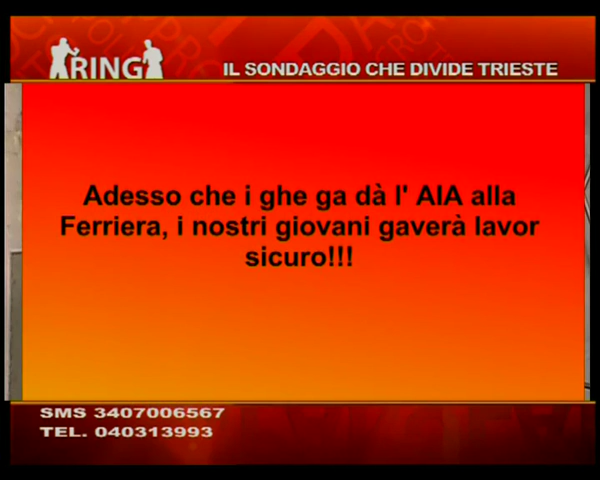 RING
IL SONDAGGIO CHE DIVIDE TRIESTE
Adesso che i ghe ga dà l' AIA alla
Ferriera, i nostri giovani gaverà lavor
sicuro!!!
SMS 3407006567
TEL. 040313993